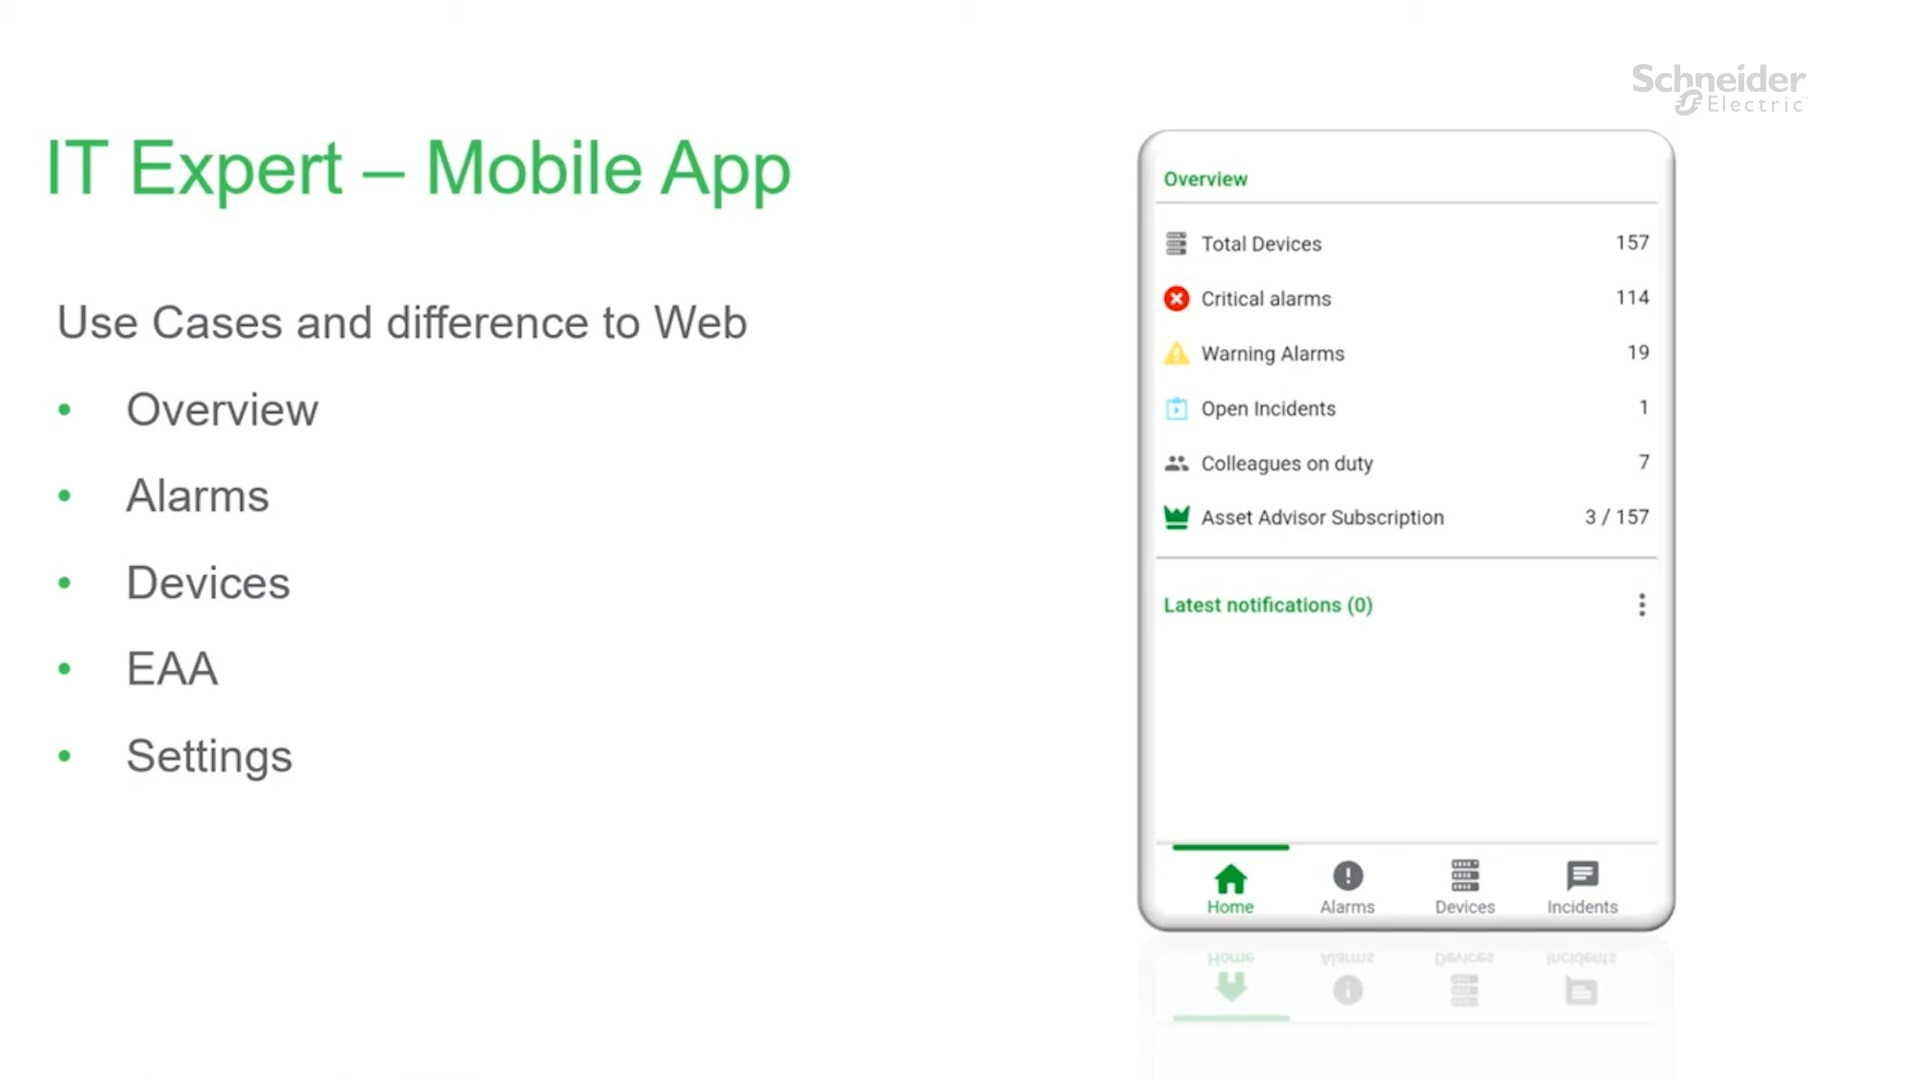 Schneider
Electric
IT Expert – Mobile App
Use Cases and difference to Web
• Overview
• Alarms
• Devices
• EAA
• Settings
Overview
Total Devices 157
Critical alarms 114
Warning Alarms 19
Open Incidents 1
Colleagues on duty 7
Asset Advisor Subscription 3 / 157
Latest notifications (0)
Home Alarms Devices Incidents